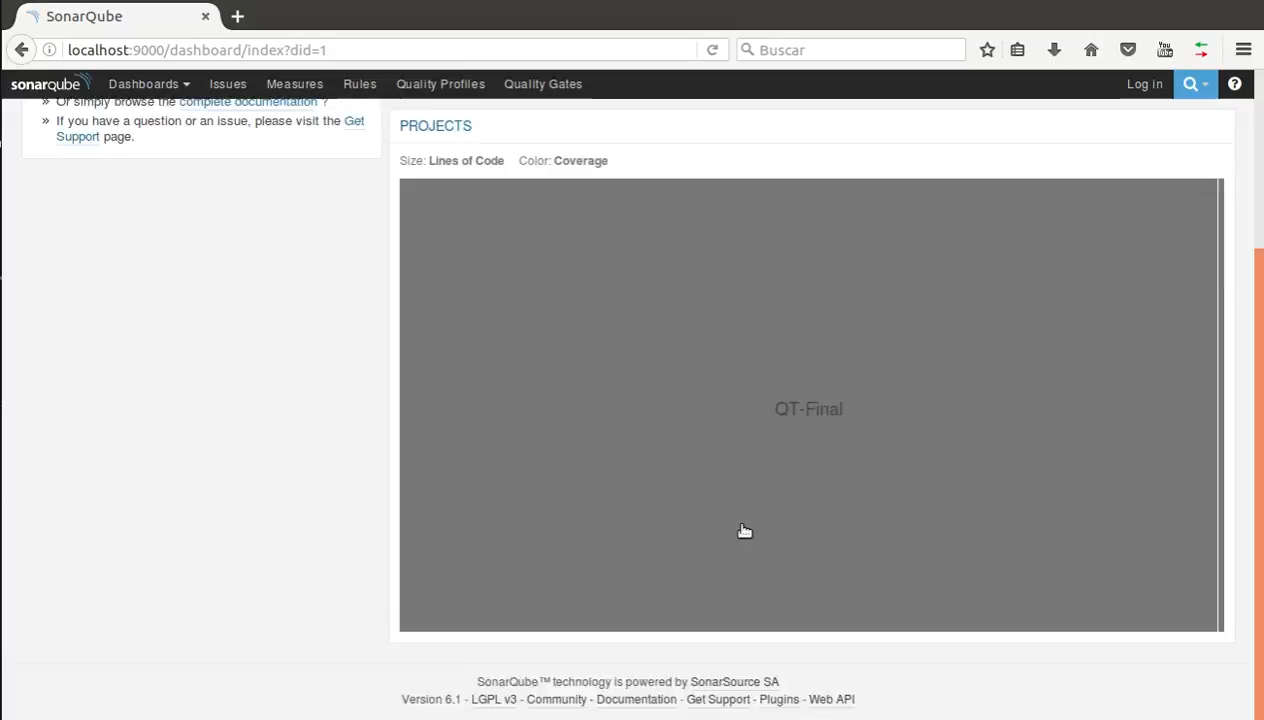 SonarQube
localhost:9000/dashboard/index?did=1
Buscar
You Tube
sonarqube Dashboards Issues Measures Rules Quality Profiles Quality Gates Log in
» Or simply browse the complete documentation ?
» If you have a question or an issue, please visit the Get
Support page.
PROJECTS
Size: Lines of Code Color: Coverage
QT-Final
SonarQube™ technology is powered by SonarSource SA
Version 6.1 - LGPL v3 - Community - Documentation - Get Support - Plugins - Web API